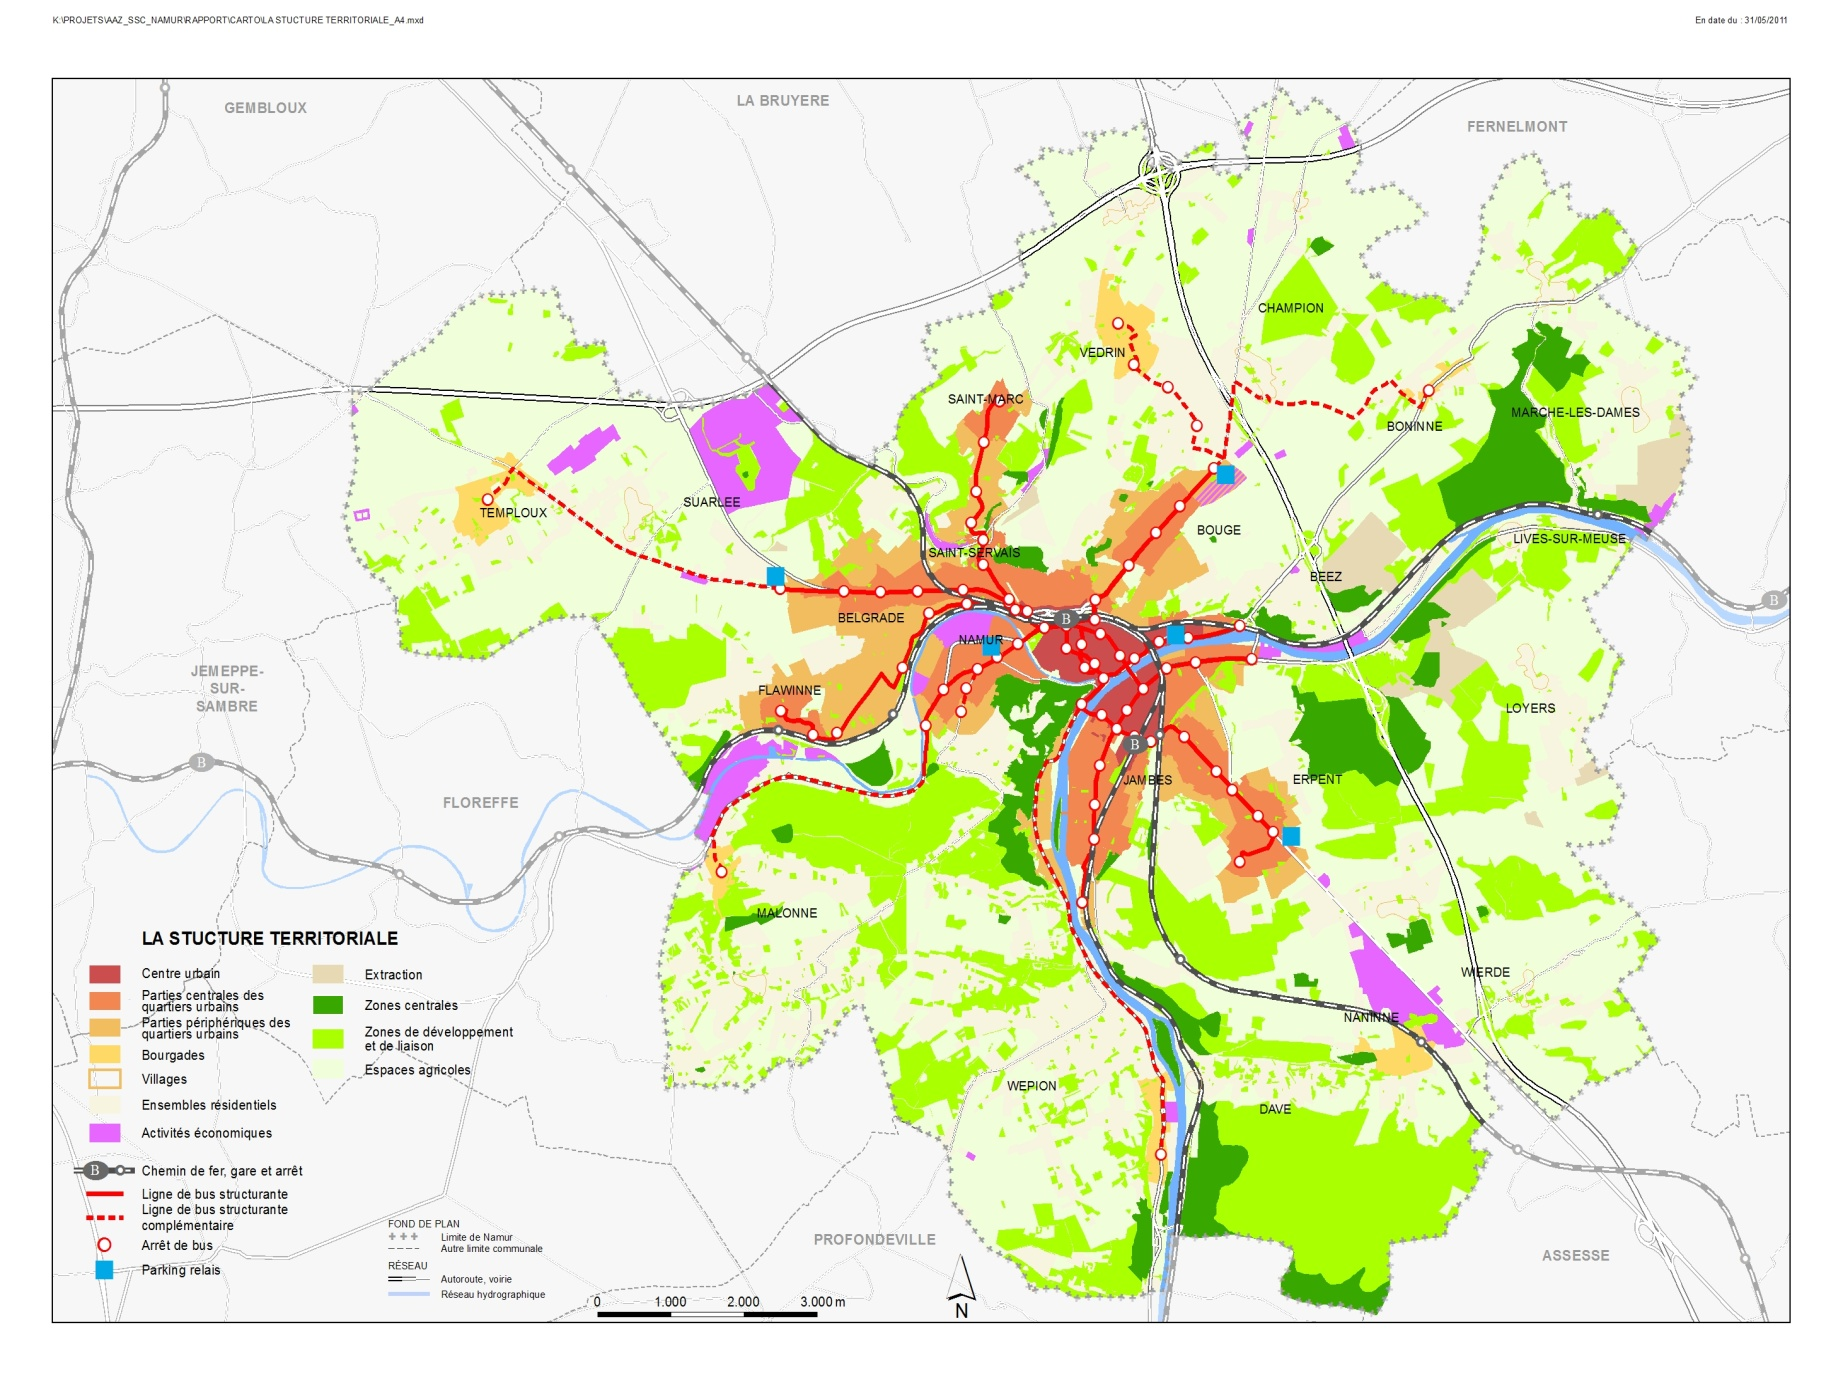 K:\PROJETS\AAZ_SSC_NAMUR\RAPPORT\CARTO\LA STUCTURE TERRITORIALE_A4.mxd
En date du : 31/05/2011
GEMBLOUX
LA BRUYERE
FERNELMONT
CHAMPION
VEDRIN
SAINT-MARC
MARCHE-LES-DAMES
BONINNE
SUARLEE
TEMPLOUX
BOUGE
LIVES-SUR-MEUSE
SAINT-SERVAIS
BEEZ
B
BELGRADE
B
NAMUR
JEMEPPE-
SUR-
SAMBRE
FLAWINNE
LOYERS
B
B
JAMBES
ERPENT
FLOREFFE
MALONNE
WIERDE
NANINNE
WEPION
DAVE
PROFONDEVILLE
ASSESSE
LA STUCTURE TERRITORIALE
Centre urbain
Parties centrales des
quartiers urbains
Parties périphériques des
quartiers urbains
Bourgades
Villages
Ensembles résidentiels
Activités économiques
Extraction
Zones centrales
Zones de développement
et de liaison
Espaces agricoles
B
Chemin de fer, gare et arrêt
Ligne de bus structurante
Ligne de bus structurante
complémentaire
Arrêt de bus
Parking relais
FOND DE PLAN
Limite de Namur
Autre limite communale
RÉSEAU
Autoroute, voirie
Réseau hydrographique
0 1.000 2.000 3.000 m
N